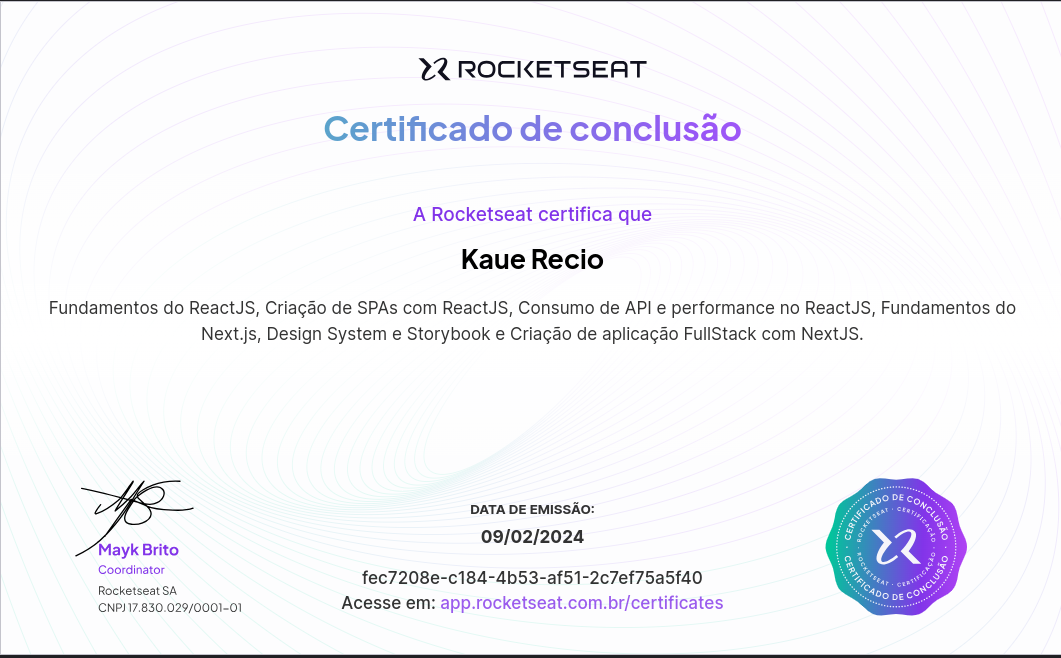 ROCKETSEAT
Certificado de conclusão
A Rocketseat certifica que
Kaue Recio
Fundamentos do ReactJS, Criação de SPAs com ReactJS, Consumo de API e performance no ReactJS, Fundamentos do
Next.js, Design System e Storybook e Criação de aplicação FullStack com NextJS.
Mayk Brito
Coordinator
Rocketseat SA
CNPJ 17.830.029/0001-01
DATA DE EMISSÃO:
09/02/2024
fec7208e-c184-4b53-af51-2c7ef75a5f40
Acesse em: app.rocketseat.com.br/certificates
CERTIFICADO DE CONCLUSÃO
ROCKETSEAT · CERTIFICAÇÃO
ROCKETSEAT · CERTIFICAÇÃO
CERTIFICADO DE CONCLUSÃO